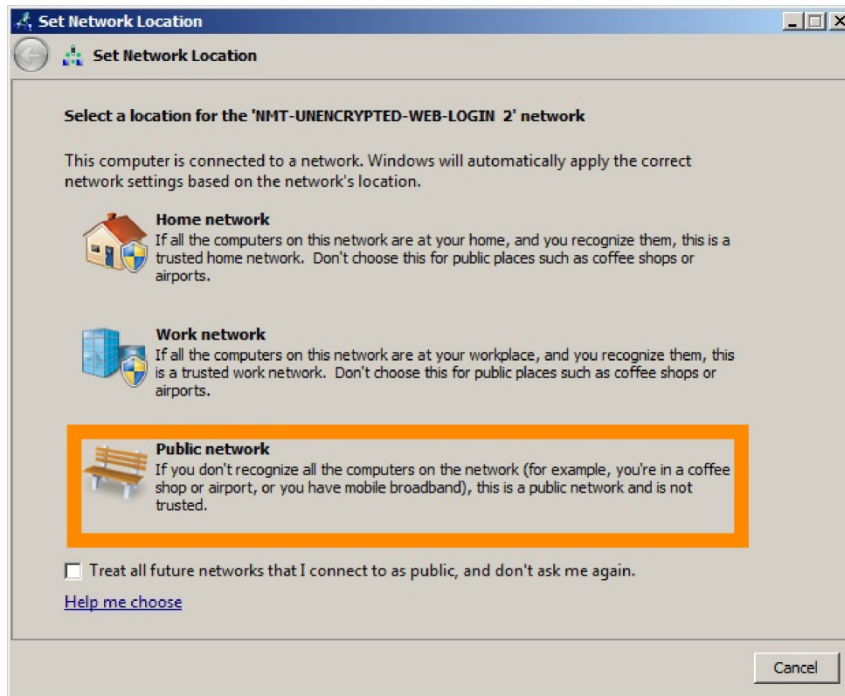 Set Network Location
Set Network Location
Select a location for the 'NMT-UNENCRYPTED-WEB-LOGIN 2' network
This computer is connected to a network. Windows will automatically apply the correct
network settings based on the network's location.
Home network
If all the computers on this network are at your home, and you recognize them, this is a
trusted home network. Don't choose this for public places such as coffee shops or
airports.
Work network
If all the computers on this network are at your workplace, and you recognize them, this
is a trusted work network. Don't choose this for public places such as coffee shops or
airports.
Public network
If you don't recognize all the computers on the network (for example, you're in a coffee
shop or airport, or you have mobile broadband), this is a public network and is not
trusted.
Treat all future networks that I connect to as public, and don't ask me again.
Help me choose
Cancel